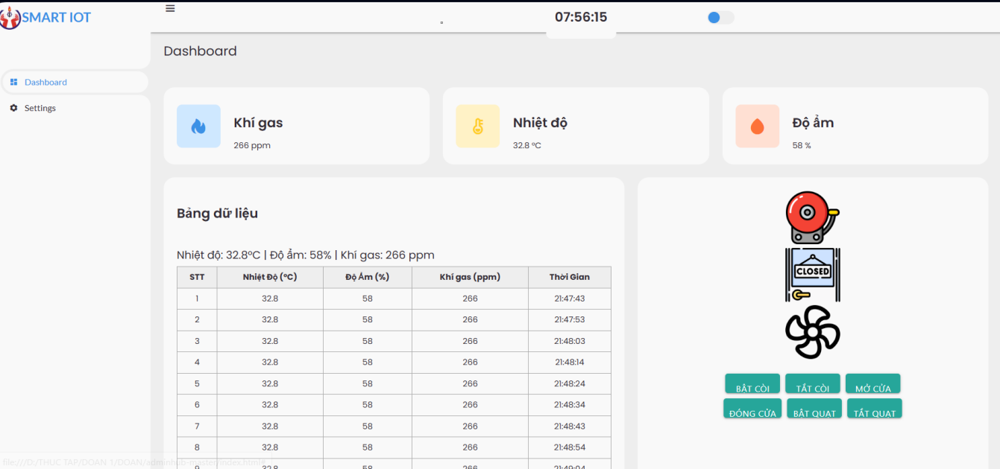 SMART IOT
07:56:15
Dashboard
Dashboard
Settings
Khí gas
266 ppm
Nhiệt độ
32.8 ºC
Độ ẩm
58 %
Bảng dữ liệu
Nhiệt độ: 32.8ºC | Độ ẩm: 58% | Khí gas: 266 ppm
STT Nhiệt Độ (ºC) Độ Ẩm (%) Khí gas (ppm) Thời Gian
1 32.8 58 266 21:47:43
2 32.8 58 266 21:47:53
3 32.8 58 266 21:48:03
4 32.8 58 266 21:48:14
5 32.8 58 266 21:48:24
6 32.8 58 266 21:48:34
7 32.8 58 266 21:48:43
8 32.8 58 266 21:48:54
9 32.8 58 266 21:49:04
CLOSED
BẬT CÒI TẮT CÒI MỞ CỬA
ĐÓNG CỬA BẬT QUẠT TẮT QUẠT
file:///D:/THUC TAP/DOAN 1/DOAN/adminhub-master/index.html#